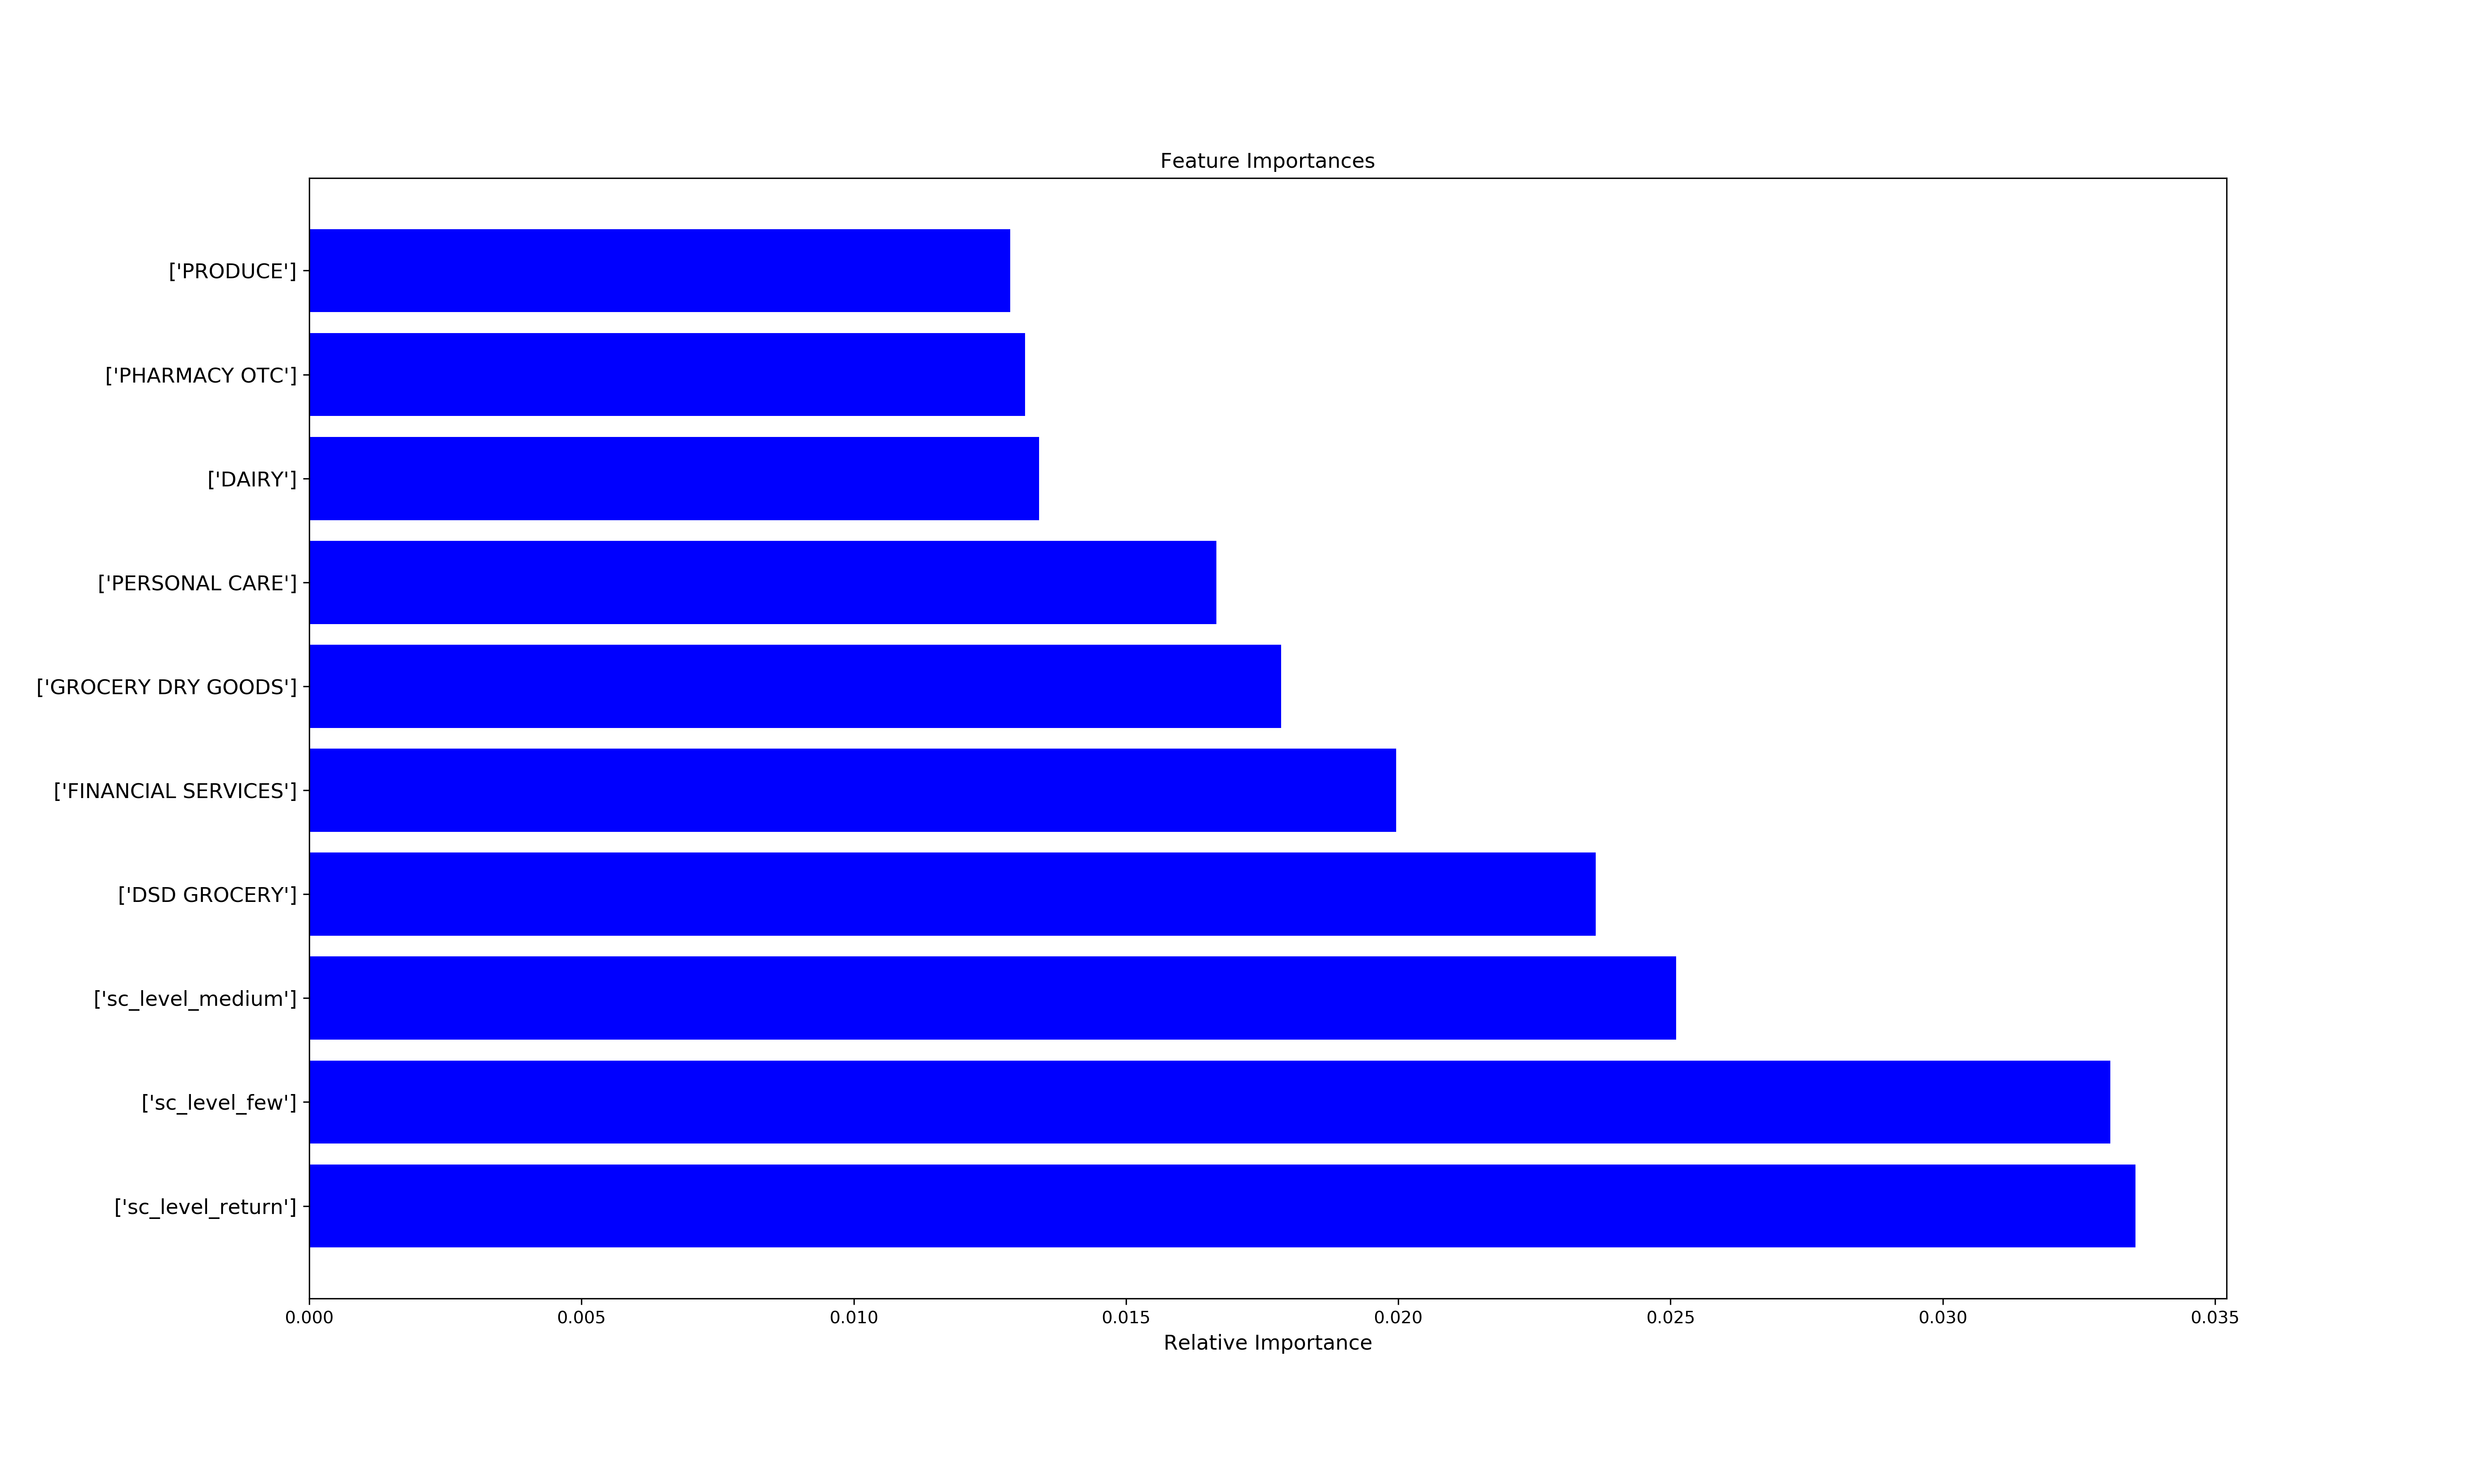 Feature Importances
['PRODUCE']
['PHARMACY OTC']
['DAIRY']
['PERSONAL CARE']
['GROCERY DRY GOODS']
['FINANCIAL SERVICES']
['DSD GROCERY']
['sc_level_medium']
['sc_level_few']
['sc_level_return']
0.000 0.005 0.010 0.015 0.020 0.025 0.030 0.035
Relative Importance